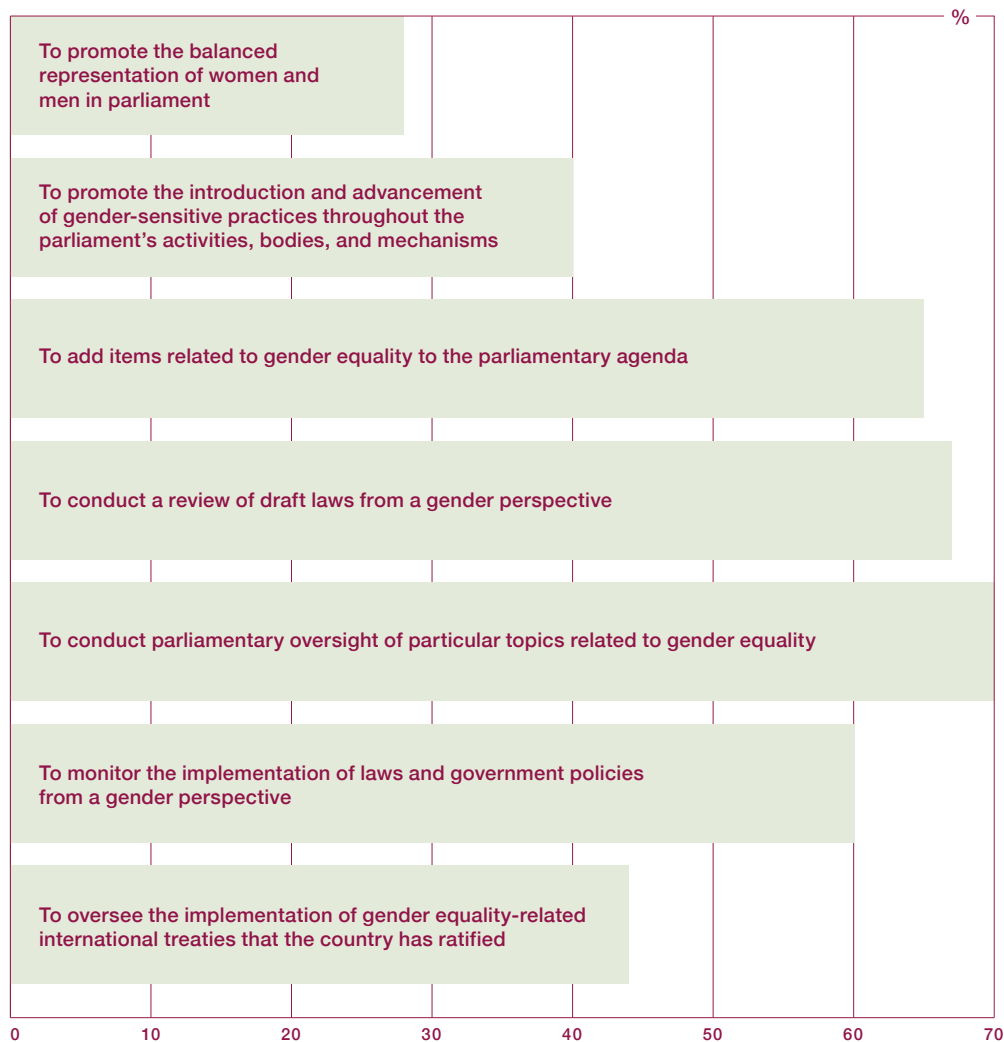 %
To promote the balanced
representation of women and
men in parliament
To promote the introduction and advancement
of gender-sensitive practices throughout the
parliament's activities, bodies, and mechanisms
To add items related to gender equality to the parliamentary agenda
To conduct a review of draft laws from a gender perspective
To conduct parliamentary oversight of particular topics related to gender equality
To monitor the implementation of laws and government policies
from a gender perspective
To oversee the implementation of gender equality-related
international treaties that the country has ratified
0 10 20 30 40 50 60 70